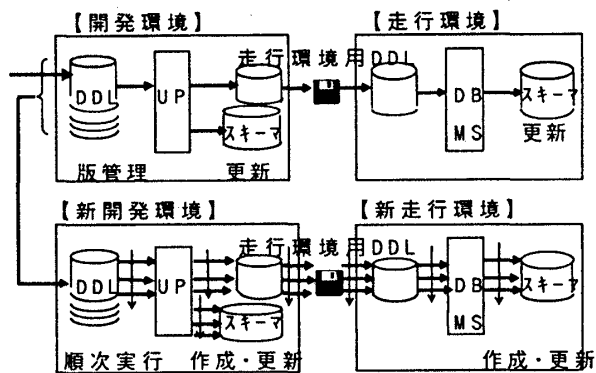 【開発環境】
【走行環境】
走行環境用DDL
DDL
UP
DB
MS
スキーマ
スキーマ
更新
版管理
更新
【新開発環境】
【新走行環境】
走行環境用DDL
DDL
UP
DB
MS
スキーマ
スキーマ
順次実行
作成・更新
作成・更新